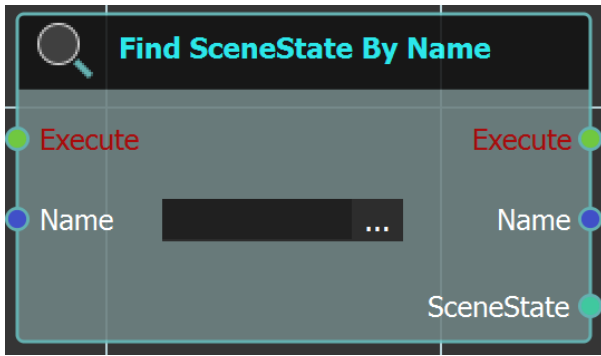 Find SceneState By Name
Execute Execute
Name ... Name
SceneState